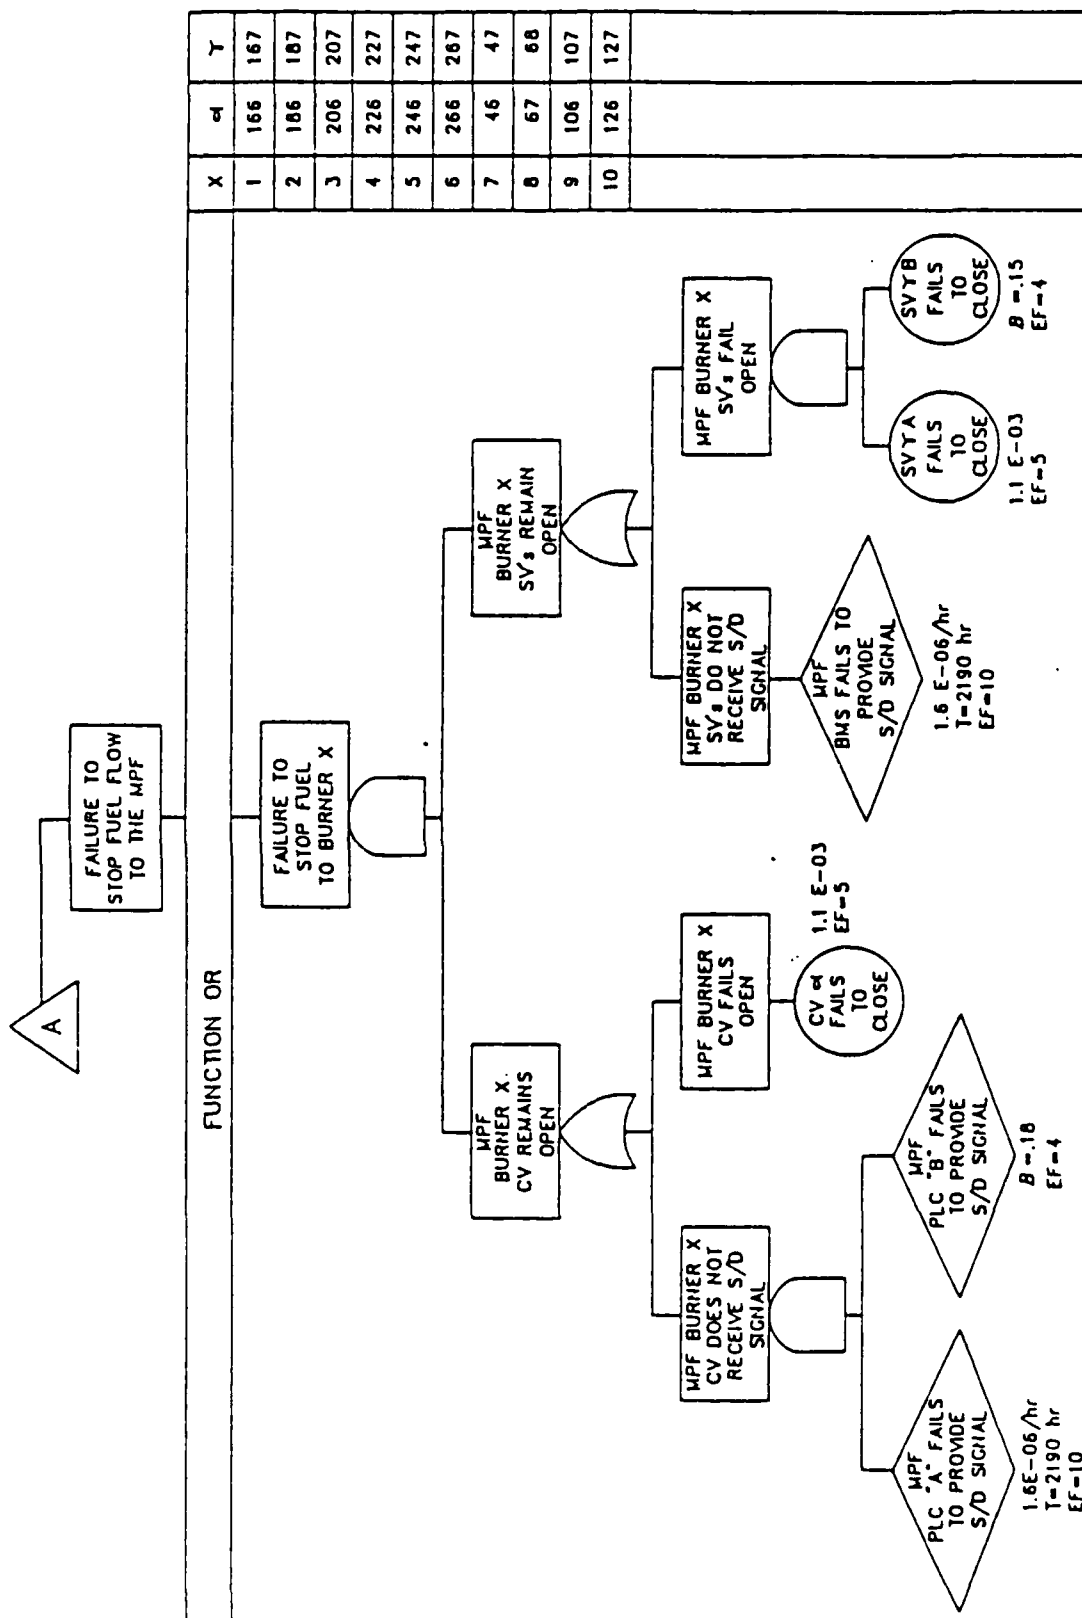 A
FAILURE TO
STOP FUEL FLOW
TO THE MPF
FUNCTION OR
X α γ
1 166 167
2 186 187
3 206 207
4 226 227
5 246 247
6 266 267
7 46 47
8 67 68
9 106 107
10 126 127
FAILURE TO
STOP FUEL
TO BURNER X
MPF
BURNER X
CV REMAINS
OPEN
MPF
BURNER X
SV's REMAIN
OPEN
MPF BURNER X
CV DOES NOT
RECEIVE S/D
SIGNAL
MPF BURNER X
CV FAILS
OPEN
MPF BURNER X
SV's DO NOT
RECEIVE S/D
SIGNAL
MPF BURNER X
SV's FAIL
OPEN
MPF
PLC "A" FAILS
TO PROVIDE
S/D SIGNAL
1.6E-06/hr
T=2190 hr
EF=10
MPF
PLC "B" FAILS
TO PROVIDE
S/D SIGNAL
B =.18
EF=4
CV α
FAILS
TO
CLOSE
1.1 E-03
EF=5
MPF
BMS FAILS TO
PROVIDE
S/D SIGNAL
1.6 E-06/hr
T=2190 hr
EF=10
SVγA
FAILS
TO
CLOSE
1.1 E-03
EF=5
SVγB
FAILS
TO
CLOSE
B =.15
EF=4